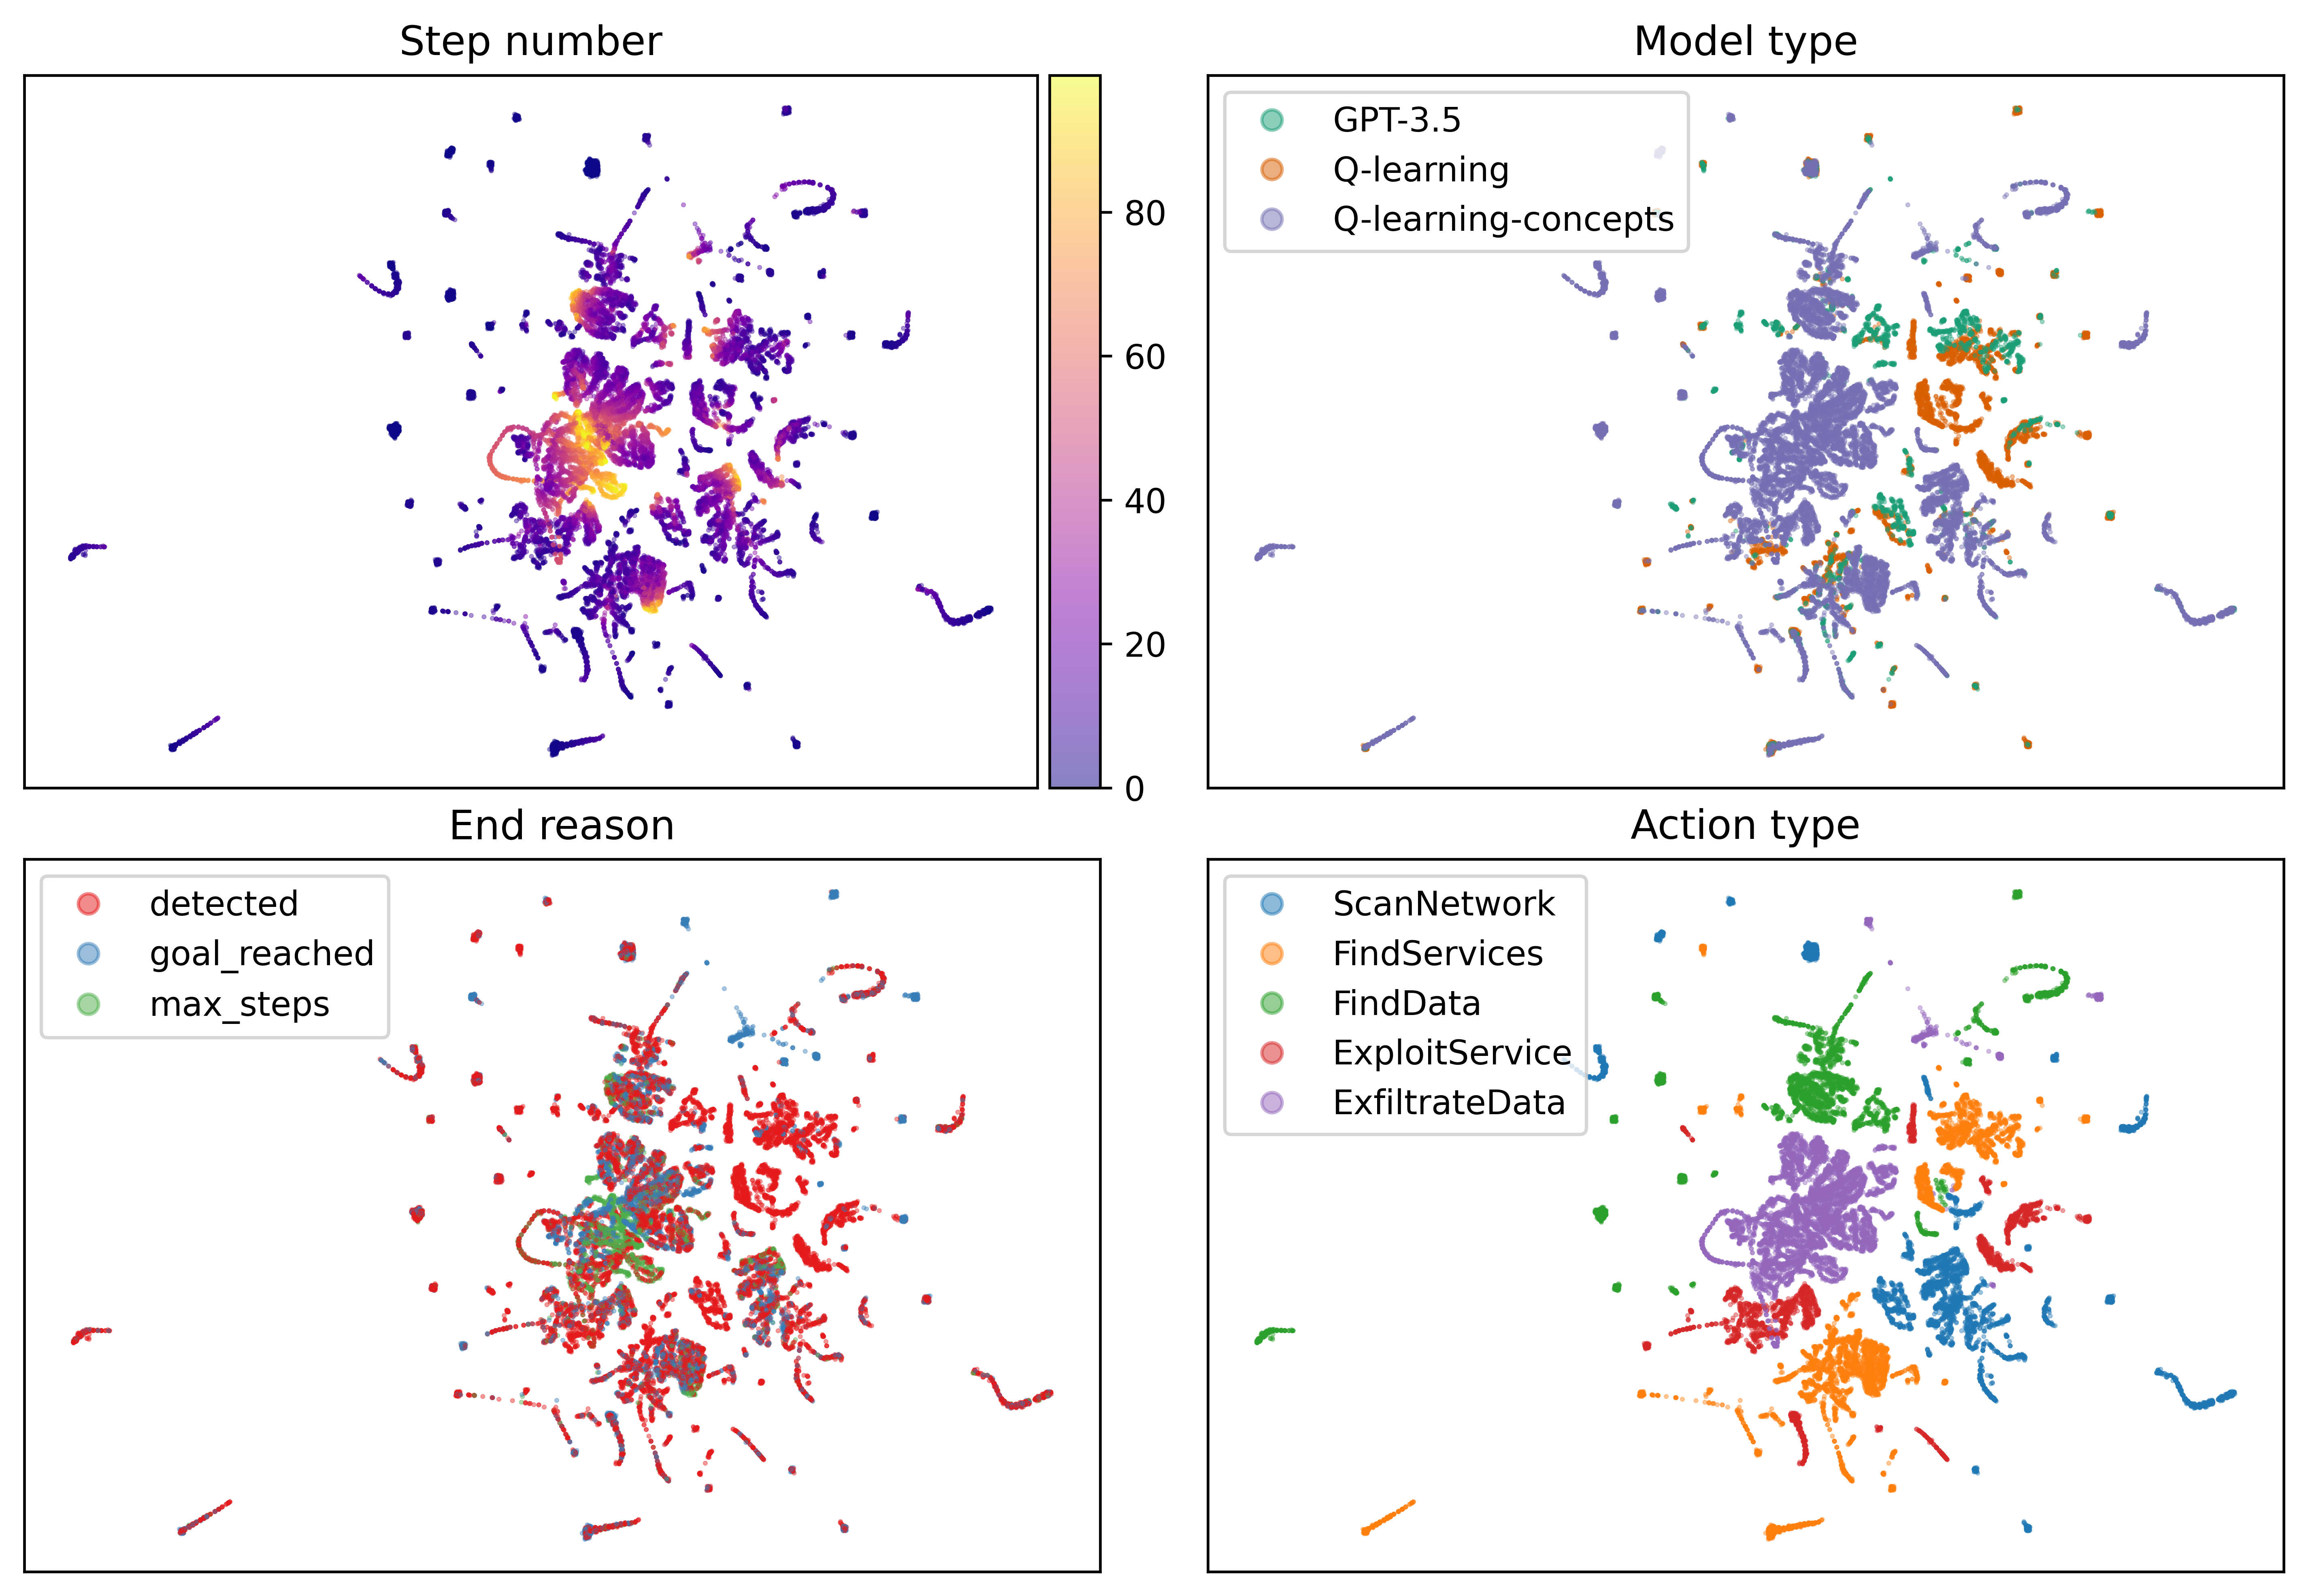 Step number
80
60
40
20
0
Model type
GPT-3.5
Q-learning
Q-learning-concepts
End reason
detected
goal_reached
max_steps
Action type
ScanNetwork
FindServices
FindData
ExploitService
ExfiltrateData